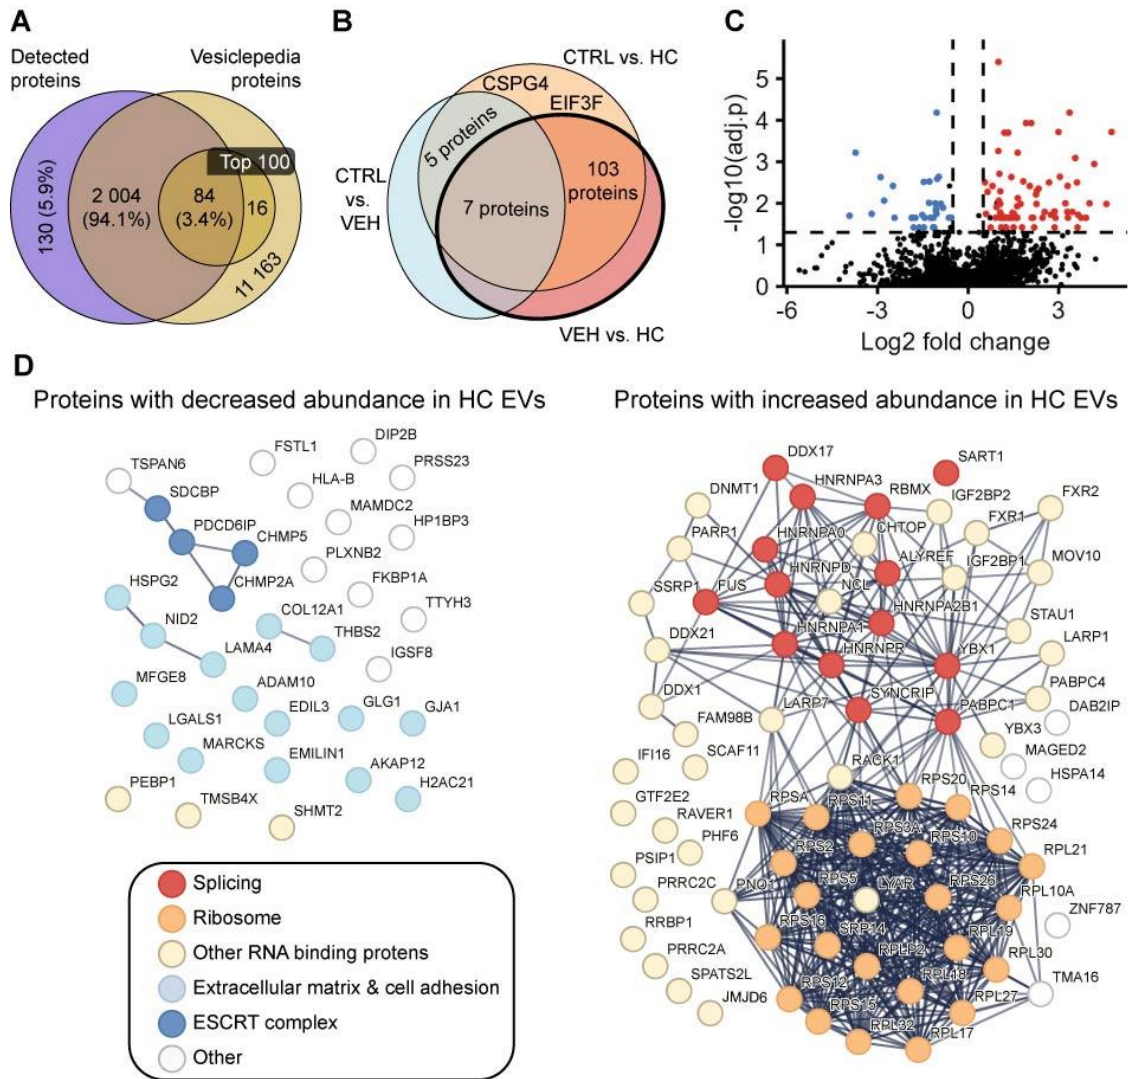 A
Detected
proteins
Vesiclepedia
proteins
130 (5.9%)
2 004
(94.1%)
84
(3.4%)
Top 100
16
11 163
B
CTRL vs. HC
CSPG4
EIF3F
5 proteins
CTRL
vs.
VEH
7 proteins
103
proteins
VEH vs. HC
C
-log10(adj.p)
5
4
3
2
1
0
-6
-3
0
3
Log2 fold change
D
Proteins with decreased abundance in HC EVs
DIP2B
FSTL1
TSPAN6
PRSS23
HLA-B
SDCBP
MAMDC2
PDCD6IP
CHMP5
HP1BP3
PLXNB2
CHMP2A
HSPG2
FKBP1A
COL12A1
TTYH3
NID2
THBS2
LAMA4
IGSF8
MFGE8
ADAM10
EDIL3
GLG1
GJA1
LGALS1
MARCKS
EMILIN1
AKAP12
H2AC21
PEBP1
TMSB4X
SHMT2
Splicing
Ribosome
Other RNA binding protens
Extracellular matrix & cell adhesion
ESCRT complex
Other
Proteins with increased abundance in HC EVs
DDX17
SART1
HNRNPA3
RBMX
DNMT1
IGF2BP2
FXR2
FXR1
PARP1
HNRNPA0
CHTOP
ALYREF
IGF2BP1
MOV10
HNRNPD
SSRP1
FUS
NCL
HNRNPA2B1
STAU1
DDX21
HNRNPA1
HNRNPR
YBX1
LARP1
DDX1
LARP7
SYNCRIP
PABPC1
PABPC4
DAB2IP
FAM98B
YBX3
MAGED2
IFI16
SCAF11
RACK1
HSPA14
RPSA
RPS11
RPS20
RPS14
GTF2E2
RAVER1
RPS3A
RPS10
RPS24
PHF6
RPS2
RPL21
PSIP1
PNO1
RPS5
LYAR
RPS26
RPL10A
PRRC2C
ZNF787
RRBP1
RPS16
SRP14
RPL19
RPL30
PRRC2A
RPLP2
TMA16
SPATS2L
RPS12
RPL18
RPL27
JMJD6
RPS15
RPL32
RPL17